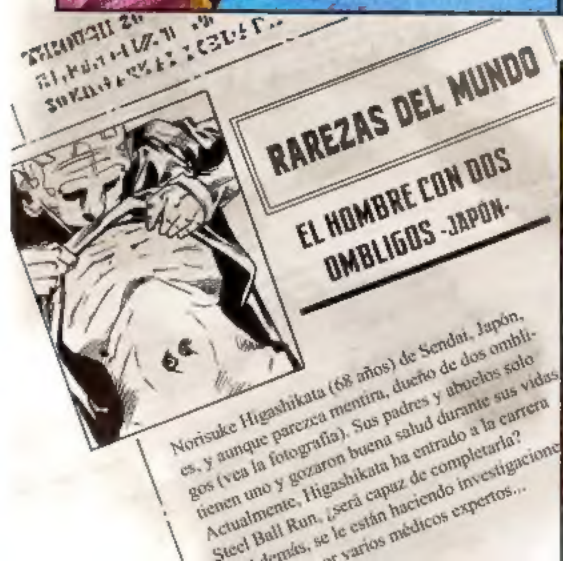 RAREZAS DEL MUNDO
EL HOMBRE CON DOS
OMBLIGOS -JAPÓN-
Norisuke Higashikata (68 años) de Sendai, Japón,
es, y aunque parezca mentira, dueño de dos ombli-
gos (vea la fotografía). Sus padres y abuelos solo
tienen uno y gozaron buena salud durante sus vidas
Actualmente, Higashikata ha entrado a la carrera
Steel Ball Run, ¿será capaz de completarla?
demás, se le están haciendo investigacione
or varios médicos expertos...